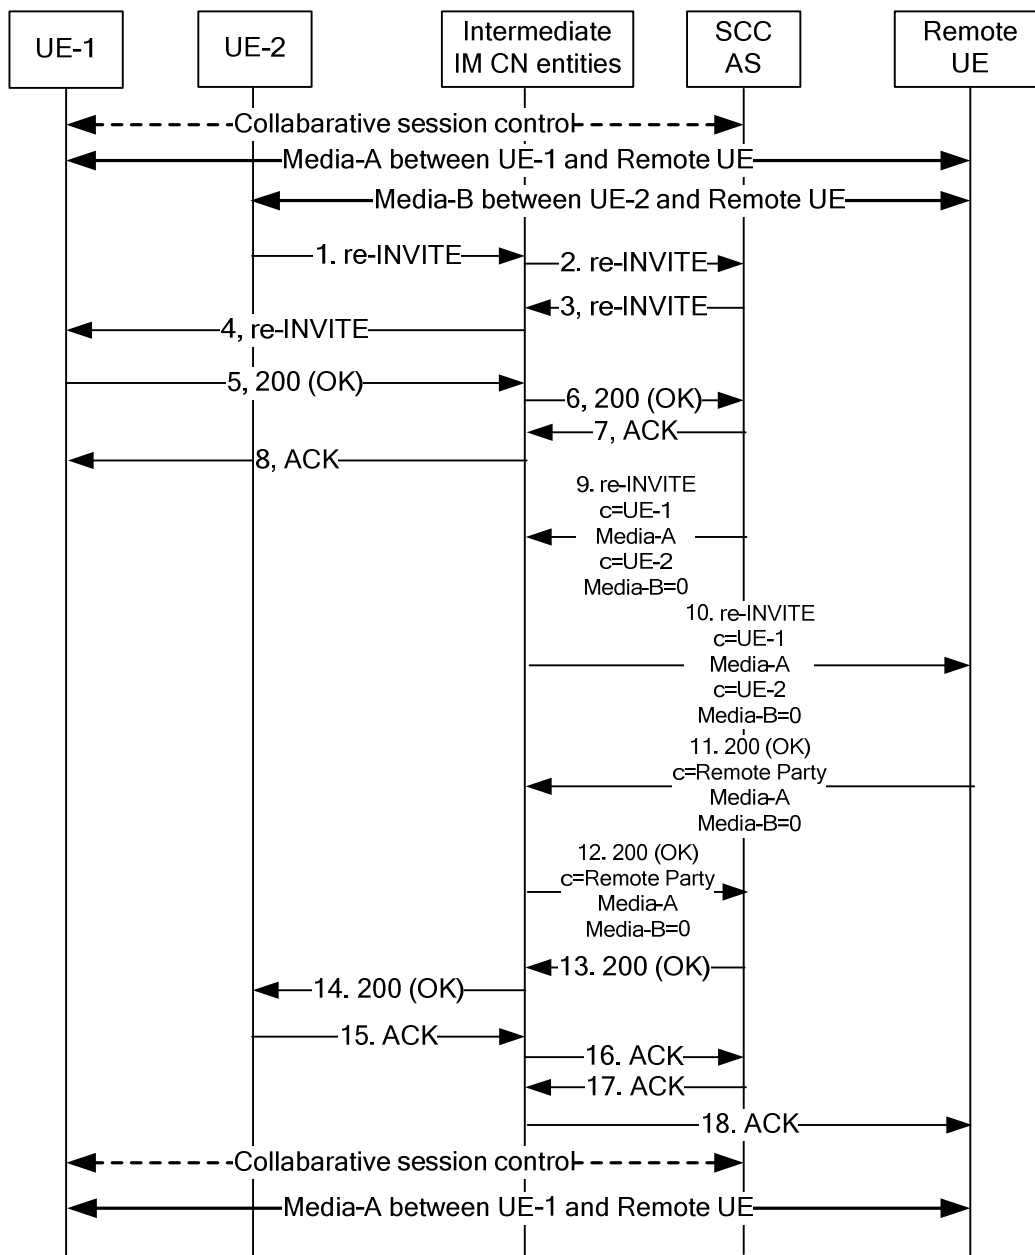 UE-1
UE-2
Intermediate
IM CN entities
SCC
AS
Remote
UE
Collabarative session control
Media-A between UE-1 and Remote UE
Media-B between UE-2 and Remote UE
1. re-INVITE
2. re-INVITE
3, re-INVITE
4, re-INVITE
5, 200 (OK)
6, 200 (OK)
7, ACK
8, ACK
9. re-INVITE
c=UE-1
Media-A
c=UE-2
Media-B=0
10. re-INVITE
c=UE-1
Media-A
c=UE-2
Media-B=0
11. 200 (OK)
c=Remote Party
Media-A
Media-B=0
12. 200 (OK)
c=Remote Party
Media-A
Media-B=0
13. 200 (OK)
14. 200 (OK)
15. ACK
16. ACK
17. ACK
18. ACK
Collabarative session control
Media-A between UE-1 and Remote UE